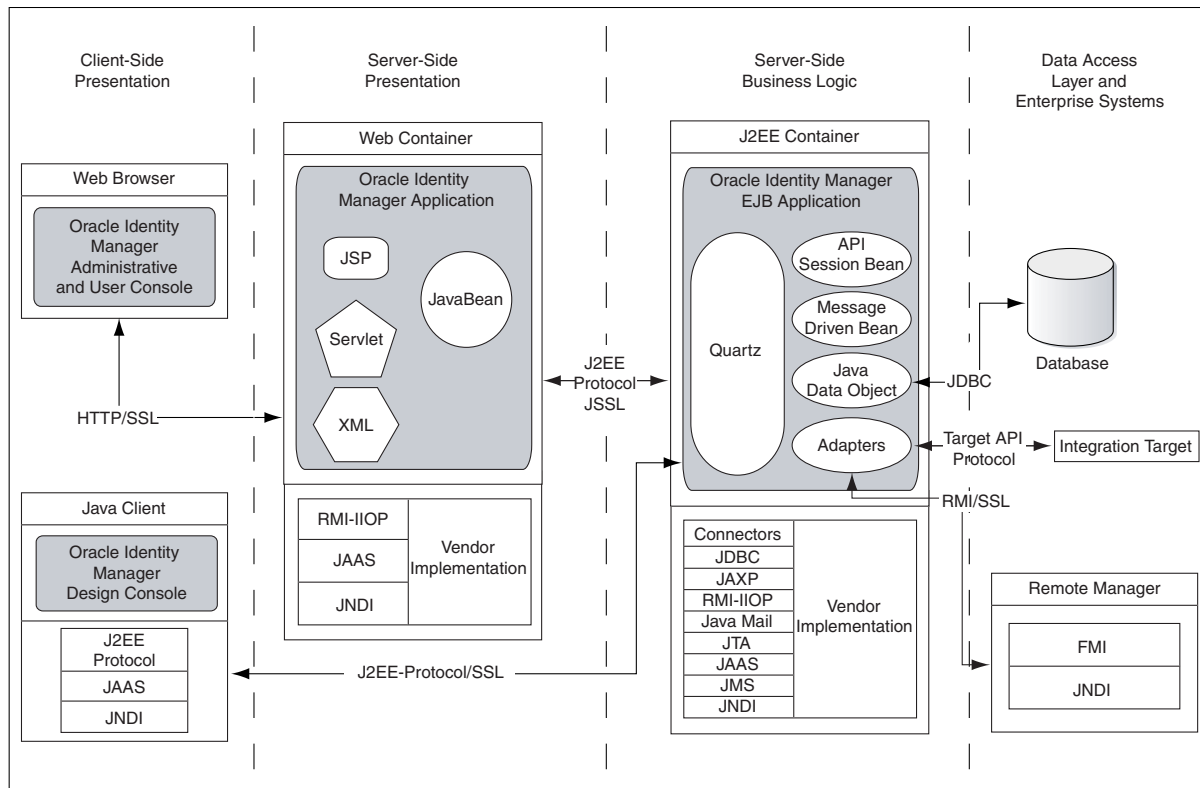 Client-Side
Presentation
Server-Side
Presentation
Server-Side
Business Logic
Data Access
Layer and
Enterprise Systems
Web Browser
Oracle Identity
Manager
Administrative
and User Console
HTTP/SSL
Java Client
Oracle Identity
Manager
Design Console
J2EE
Protocol
JAAS
JNDI
Web Container
Oracle Identity
Manager Application
JSP
JavaBean
Servlet
XML
RMI-IIOP
JAAS
JNDI
Vendor
Implementation
J2EE
Protocol
JSSL
J2EE-Protocol/SSL
J2EE Container
Oracle Identity Manager
EJB Application
Quartz
API
Session Bean
Message
Driven Bean
Java
Data Object
Adapters
Connectors
JDBC
JAXP
RMI-IIOP
Java Mail
JTA
JAAS
JMS
JNDI
Vendor
Implementation
JDBC
Database
Target API
Protocol
Integration Target
RMI/SSL
Remote Manager
FMI
JNDI